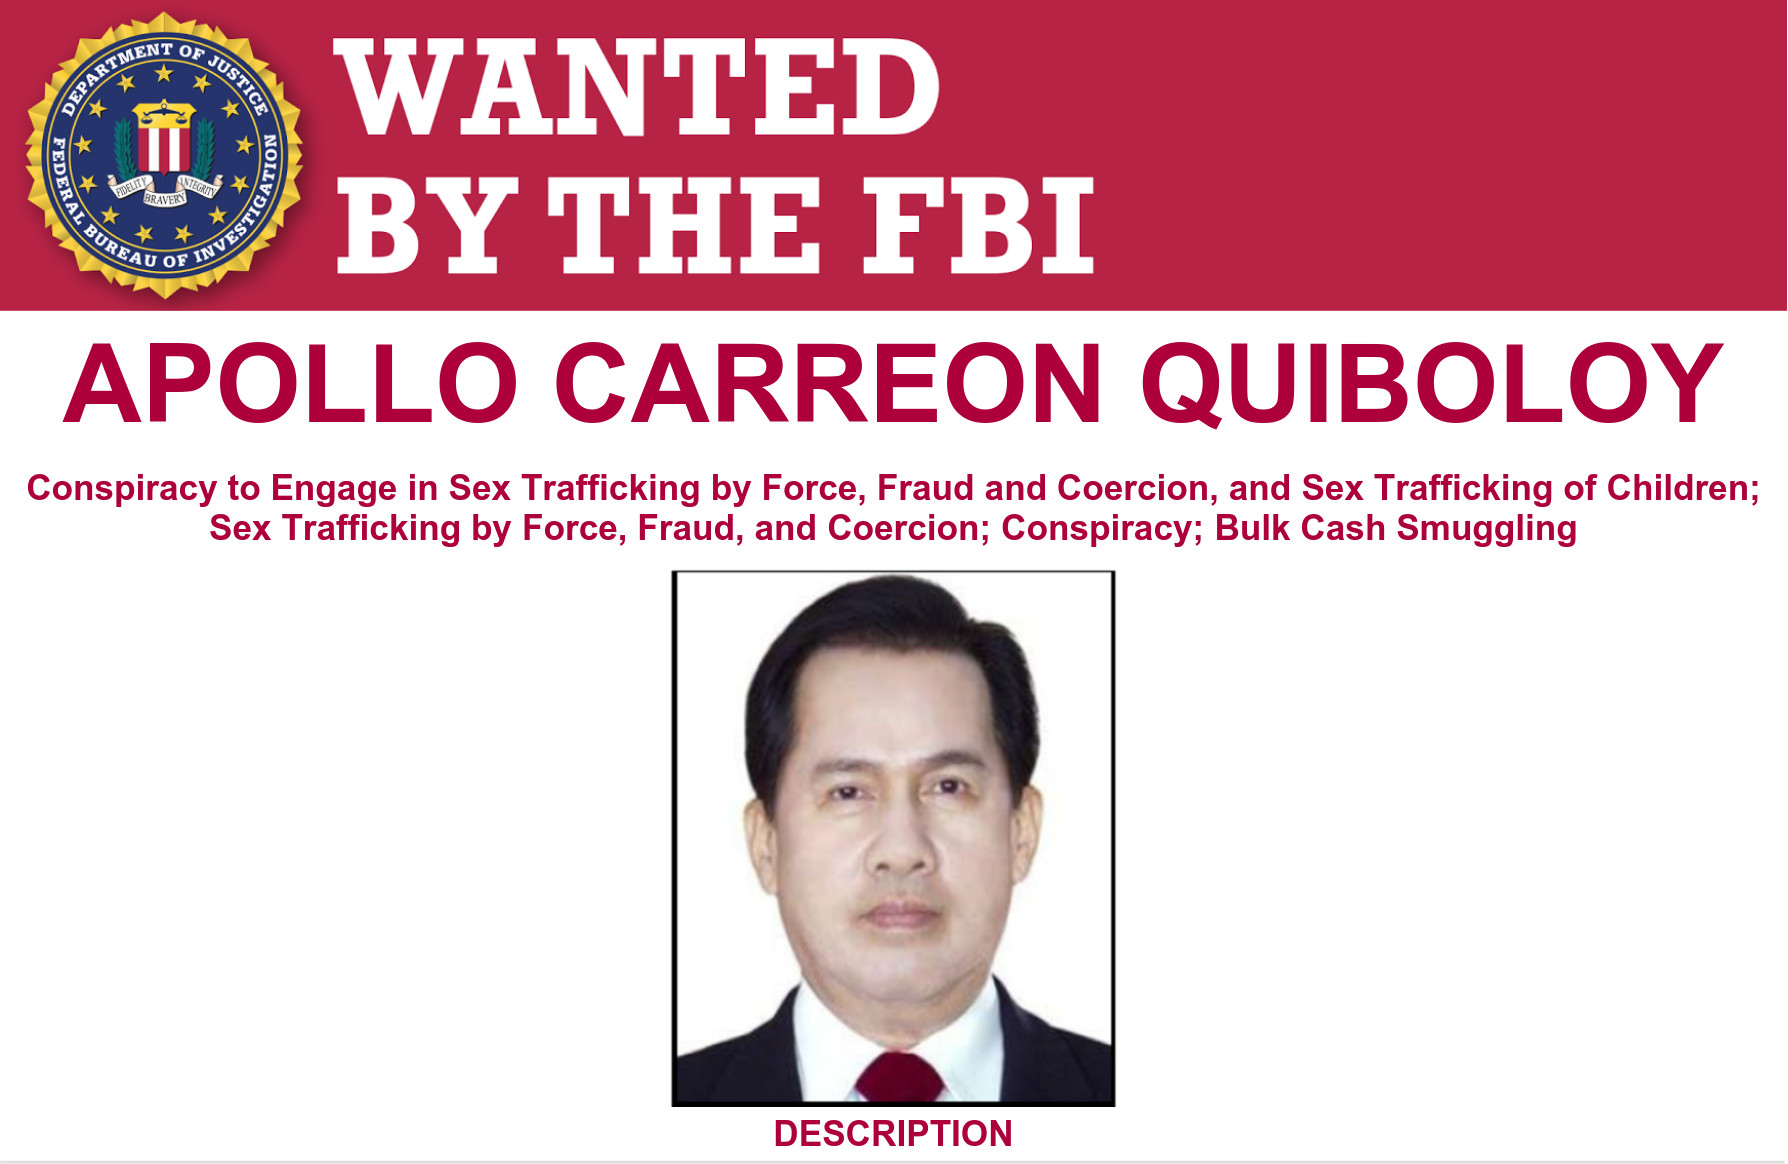 DEPARTMENT OF JUSTICE
FIDELITY BRAVERY INTEGRITY
FEDERAL BUREAU OF INVESTIGATION
WANTED
BY THE FBI
APOLLO CARREON QUIBOLOY
Conspiracy to Engage in Sex Trafficking by Force, Fraud and Coercion, and Sex Trafficking of Children;
Sex Trafficking by Force, Fraud, and Coercion; Conspiracy; Bulk Cash Smuggling
DESCRIPTION